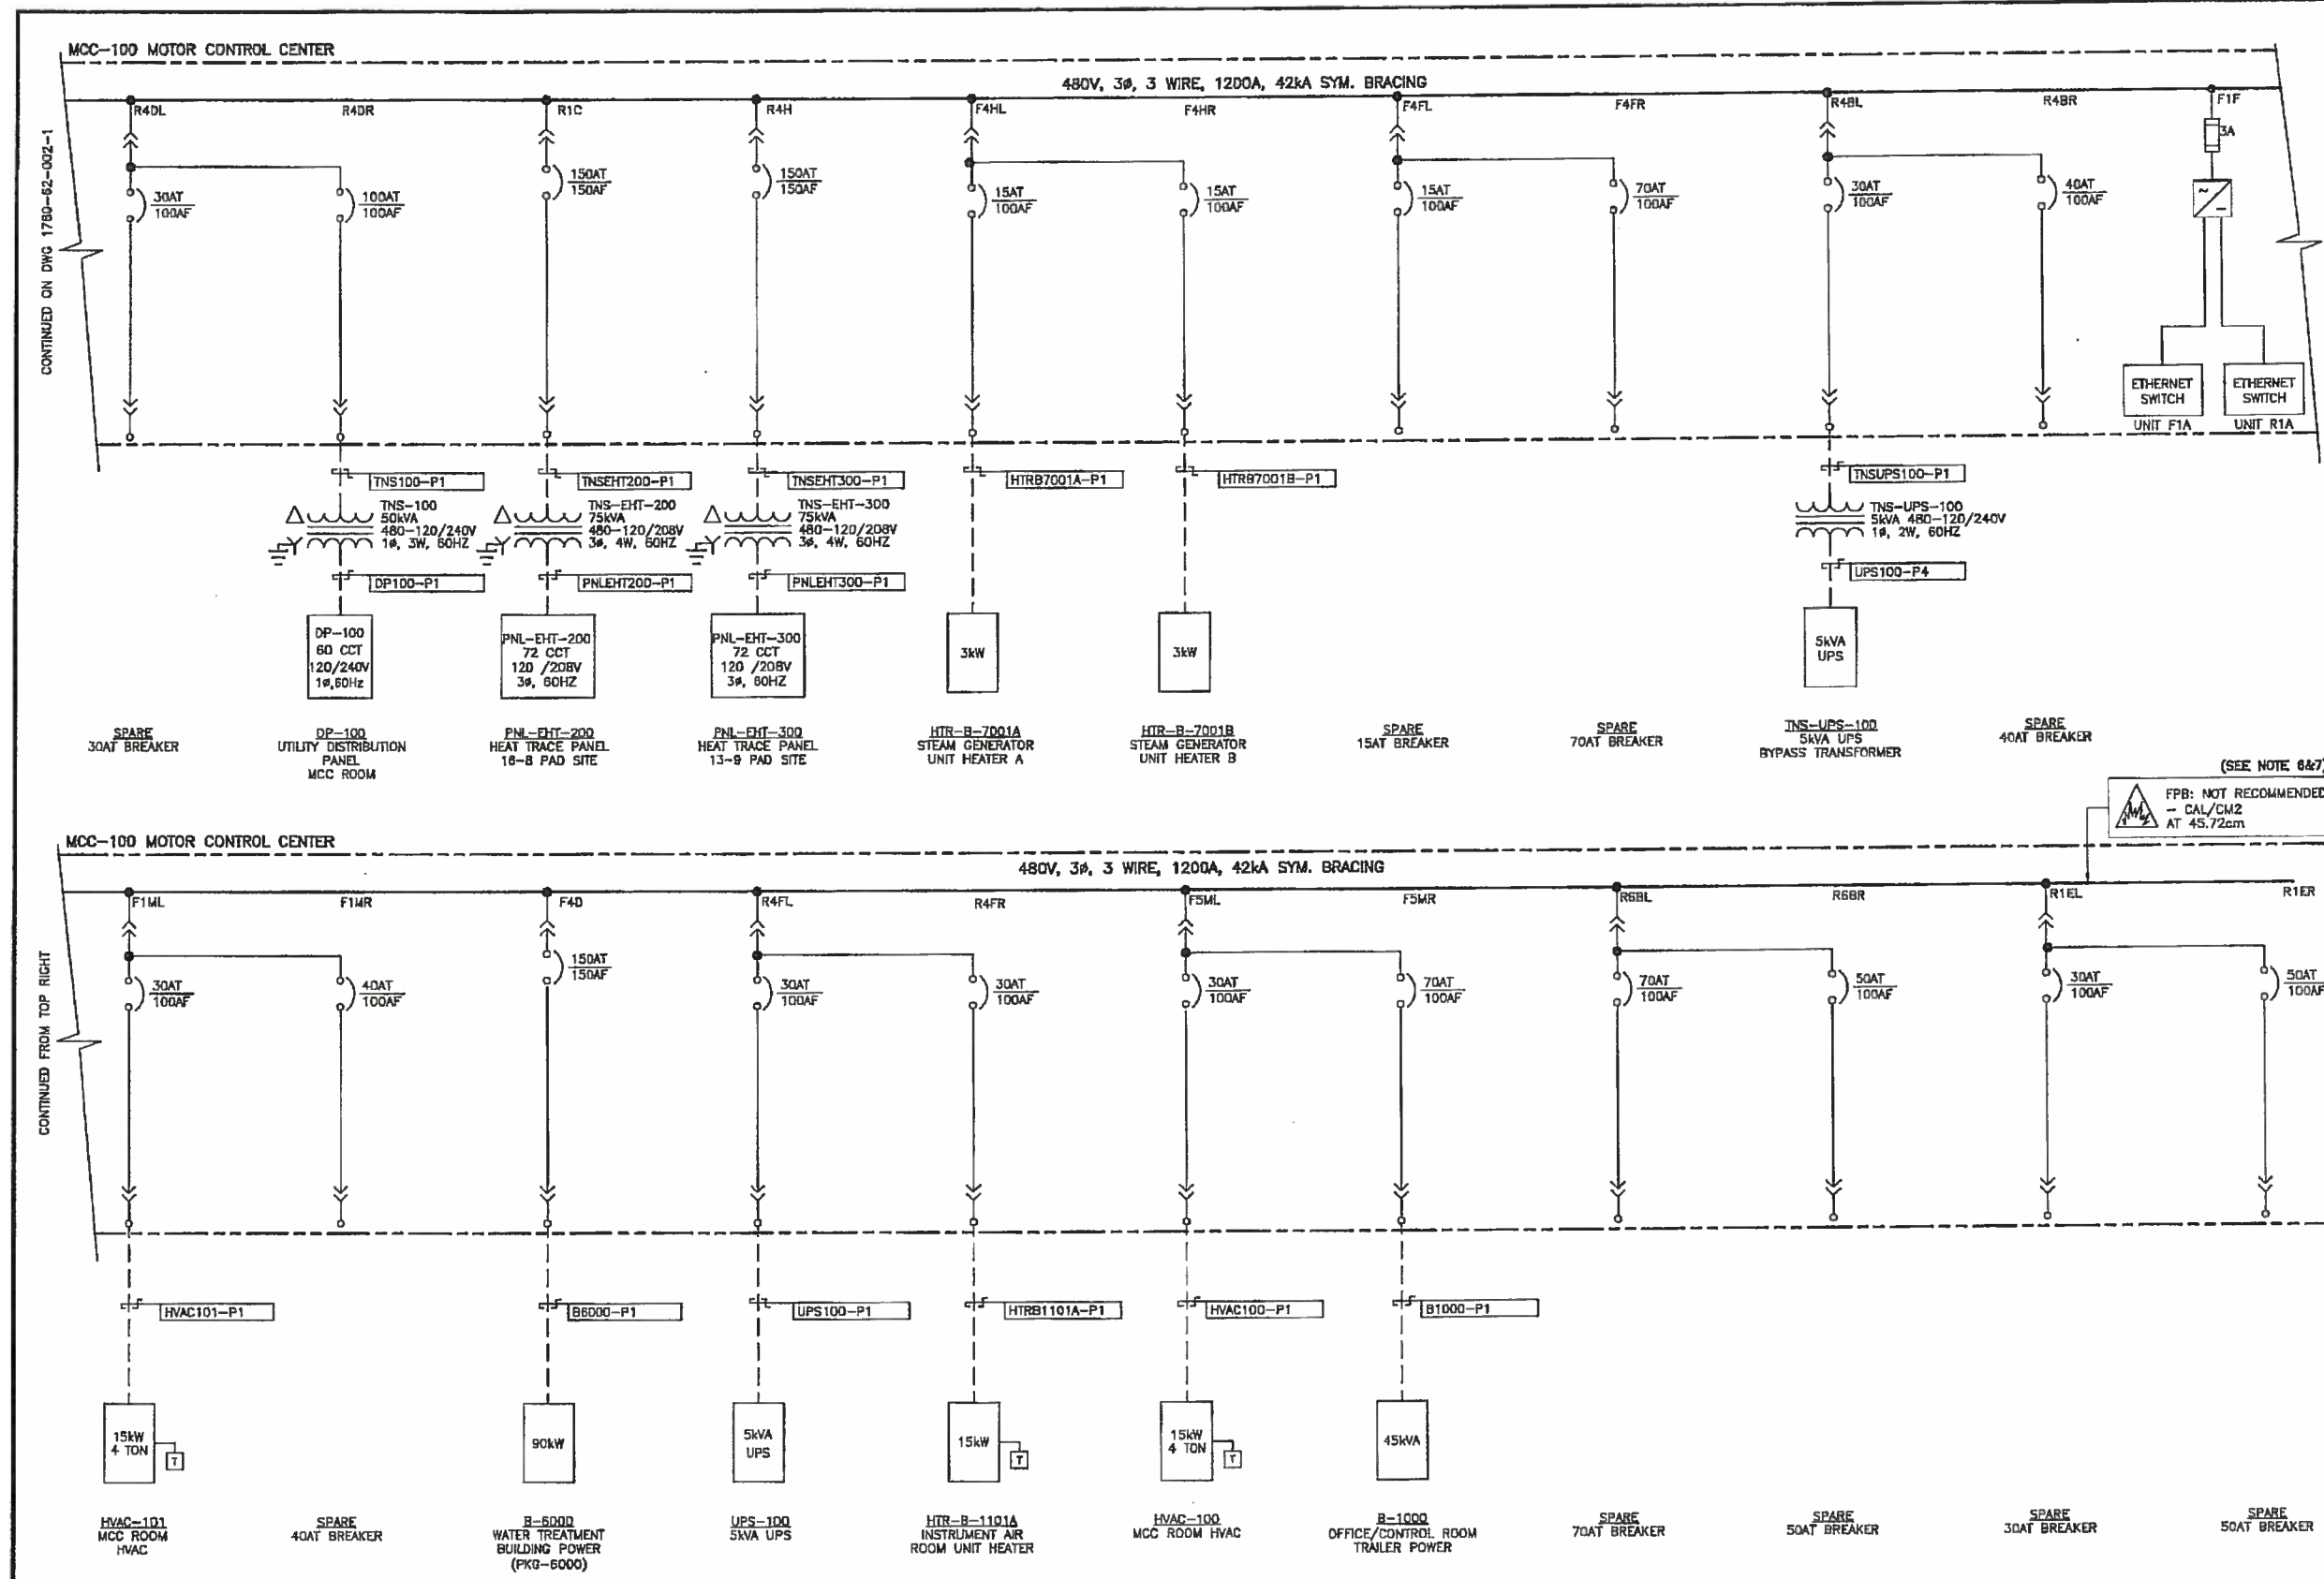 MCC-100 MOTOR CONTROL CENTER
480V, 3ø, 3 WIRE, 1200A, 42kA SYM. BRACING
CONTINUED ON DWG 1780-62-002-1
R4DL
R4DR
R1C
R4H
F4HL
F4HR
F4FL
F4FR
R4BL
R4BR
F1F
3A
30AT
100AF
100AT
100AF
150AT
150AF
150AT
150AF
15AT
100AF
15AT
100AF
15AT
100AF
70AT
100AF
30AT
100AF
40AT
100AF
ETHERNET
SWITCH
UNIT F1A
ETHERNET
SWITCH
UNIT R1A
TNS100-P1
TNS-100
50kVA
480-120/240V
1ø, 3W, 60HZ
DP100-P1
DP-100
60 CCT
120/240V
1ø,60Hz
TNSEHT200-P1
TNS-EHT-200
75kVA
480-120/208V
3ø, 4W, 60HZ
PNLEHT200-P1
PNL-EHT-200
72 CCT
120 /208V
3ø, 60HZ
TNSEHT300-P1
TNS-EHT-300
75kVA
480-120/208V
3ø, 4W, 60HZ
PNLEHT300-P1
PNL-EHT-300
72 CCT
120 /208V
3ø, 60HZ
HTRB7001A-P1
3kW
HTRB7001B-P1
3kW
TNSUPS100-P1
TNS-UPS-100
5kVA 480-120/240V
1ø, 2W, 60HZ
UPS100-P4
5kVA
UPS
SPARE
30AT BREAKER
DP-100
UTILITY DISTRIBUTION
PANEL
MCC ROOM
PNL-EHT-200
HEAT TRACE PANEL
16-8 PAD SITE
PNL-EHT-300
HEAT TRACE PANEL
13-9 PAD SITE
HTR-B-7001A
STEAM GENERATOR
UNIT HEATER A
HTR-B-7001B
STEAM GENERATOR
UNIT HEATER B
SPARE
15AT BREAKER
SPARE
70AT BREAKER
TNS-UPS-100
5kVA UPS
BYPASS TRANSFORMER
SPARE
40AT BREAKER
(SEE NOTE 6&7)
FPB: NOT RECOMMENDED
- CAL/CM2
AT 45.72cm
MCC-100 MOTOR CONTROL CENTER
480V, 3ø, 3 WIRE, 1200A, 42kA SYM. BRACING
CONTINUED FROM TOP RIGHT
F1ML
F1MR
F4D
R4FL
R4FR
F5ML
F5MR
R6BL
R6BR
R1EL
R1ER
30AT
100AF
40AT
100AF
150AT
150AF
30AT
100AF
30AT
100AF
30AT
100AF
70AT
100AF
70AT
100AF
50AT
100AF
30AT
100AF
50AT
100AF
HVAC101-P1
B6000-P1
UPS100-P1
HTRB1101A-P1
HVAC100-P1
B1000-P1
15kW
4 TON
T
90kW
5kVA
UPS
15kW
T
15kW
4 TON
T
45kVA
HVAC-101
MCC ROOM
HVAC
SPARE
40AT BREAKER
B-6000
WATER TREATMENT
BUILDING POWER
(PKG-6000)
UPS-100
5kVA UPS
HTR-B-1101A
INSTRUMENT AIR
ROOM UNIT HEATER
HVAC-100
MCC ROOM HVAC
B-1000
OFFICE/CONTROL ROOM
TRAILER POWER
SPARE
70AT BREAKER
SPARE
50AT BREAKER
SPARE
30AT BREAKER
SPARE
50AT BREAKER